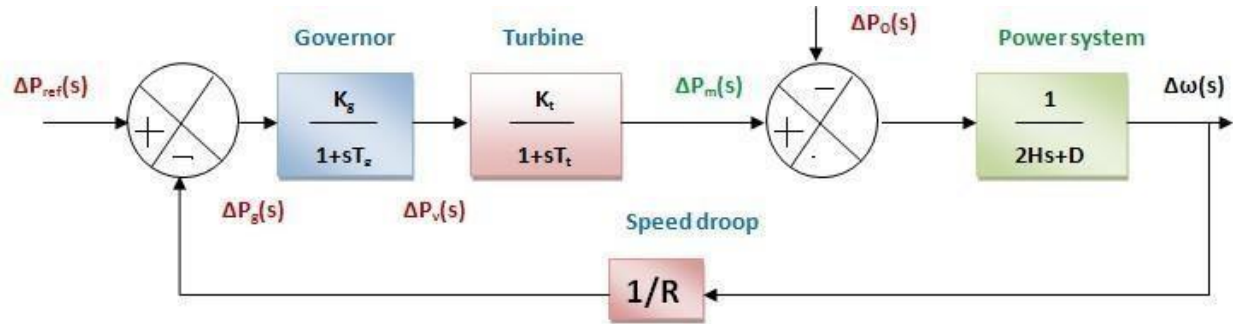 Governor
Turbine
ΔP₀(s)
Power system
ΔPref(s)
Kg
1+sTg
Kt
1+sTt
ΔPm(s)
1
2Hs+D
Δω(s)
+
−
+
−
ΔPg(s)
ΔPv(s)
Speed droop
1/R